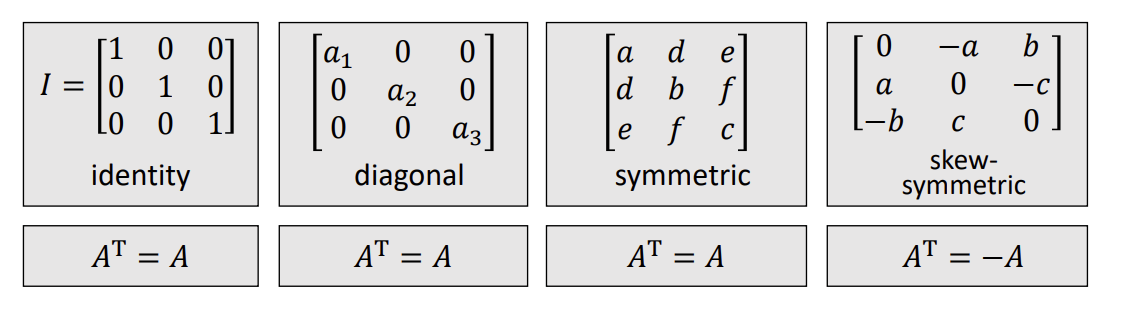 I = [1 0 0
0 1 0
0 0 1]
identity
[a₁ 0 0
0 a₂ 0
0 0 a₃]
diagonal
[a d e
d b f
e f c]
symmetric
[0 −a b
a 0 −c
−b c 0]
skew-
symmetric
Aᵀ = A
Aᵀ = A
Aᵀ = A
Aᵀ = −A